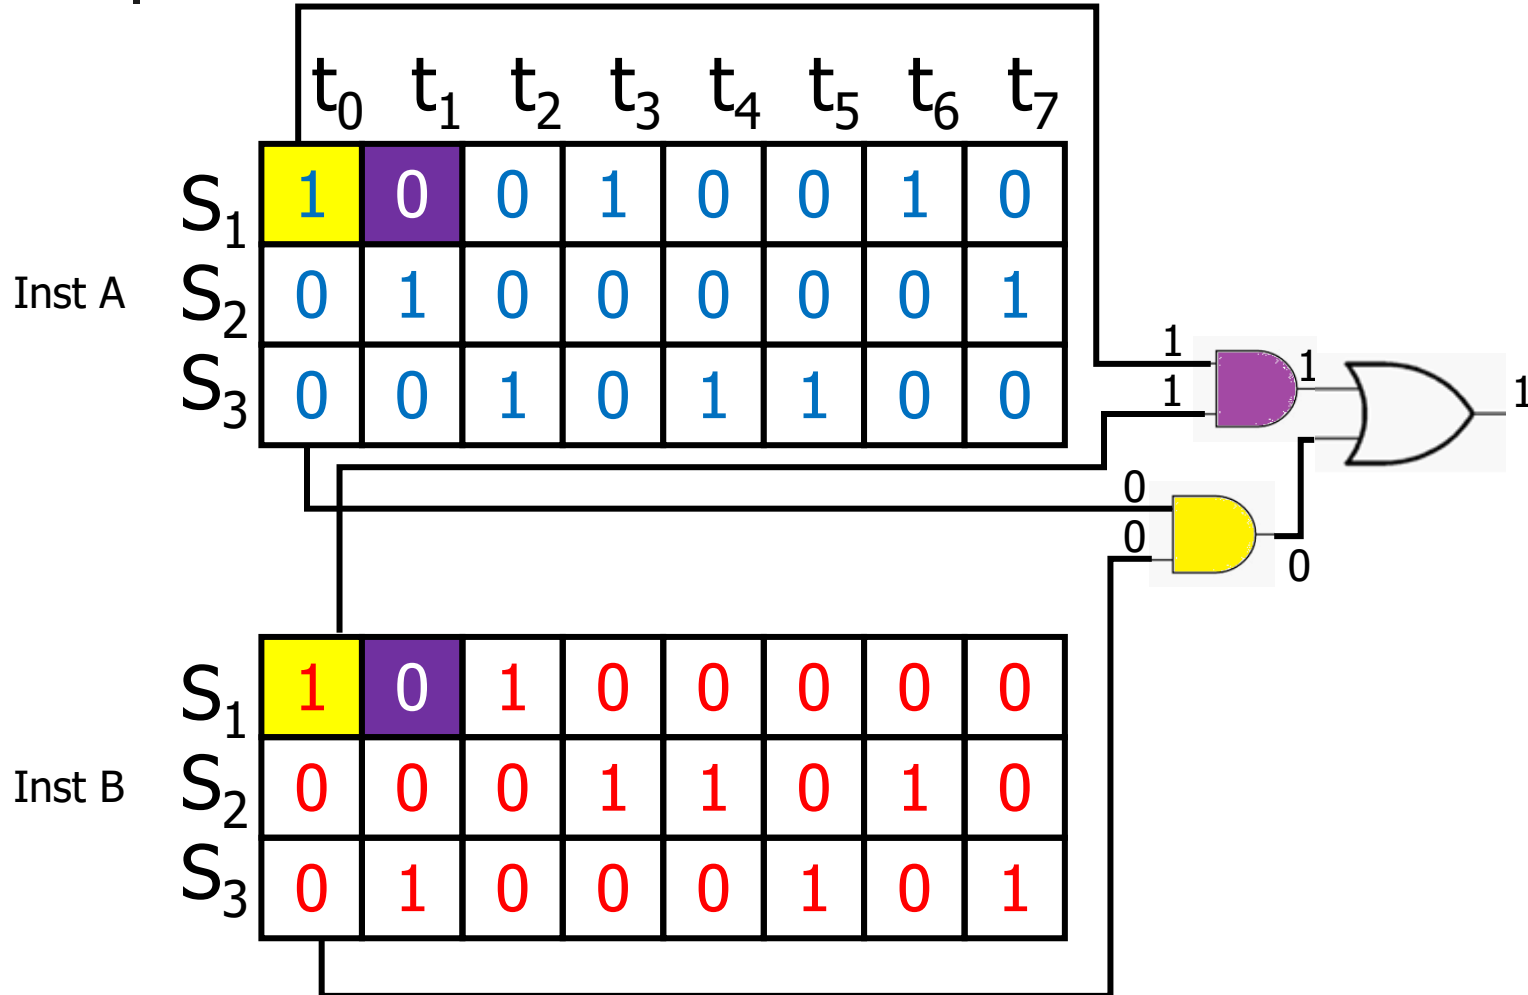 t0 t1 t2 t3 t4 t5 t6 t7
S1 1 0 0 1 0 0 1 0
Inst A S2 0 1 0 0 0 0 0 1
S3 0 0 1 0 1 1 0 0
1
1
1
1
0
0
0
S1 1 0 1 0 0 0 0 0
Inst B S2 0 0 0 1 1 0 1 0
S3 0 1 0 0 0 1 0 1